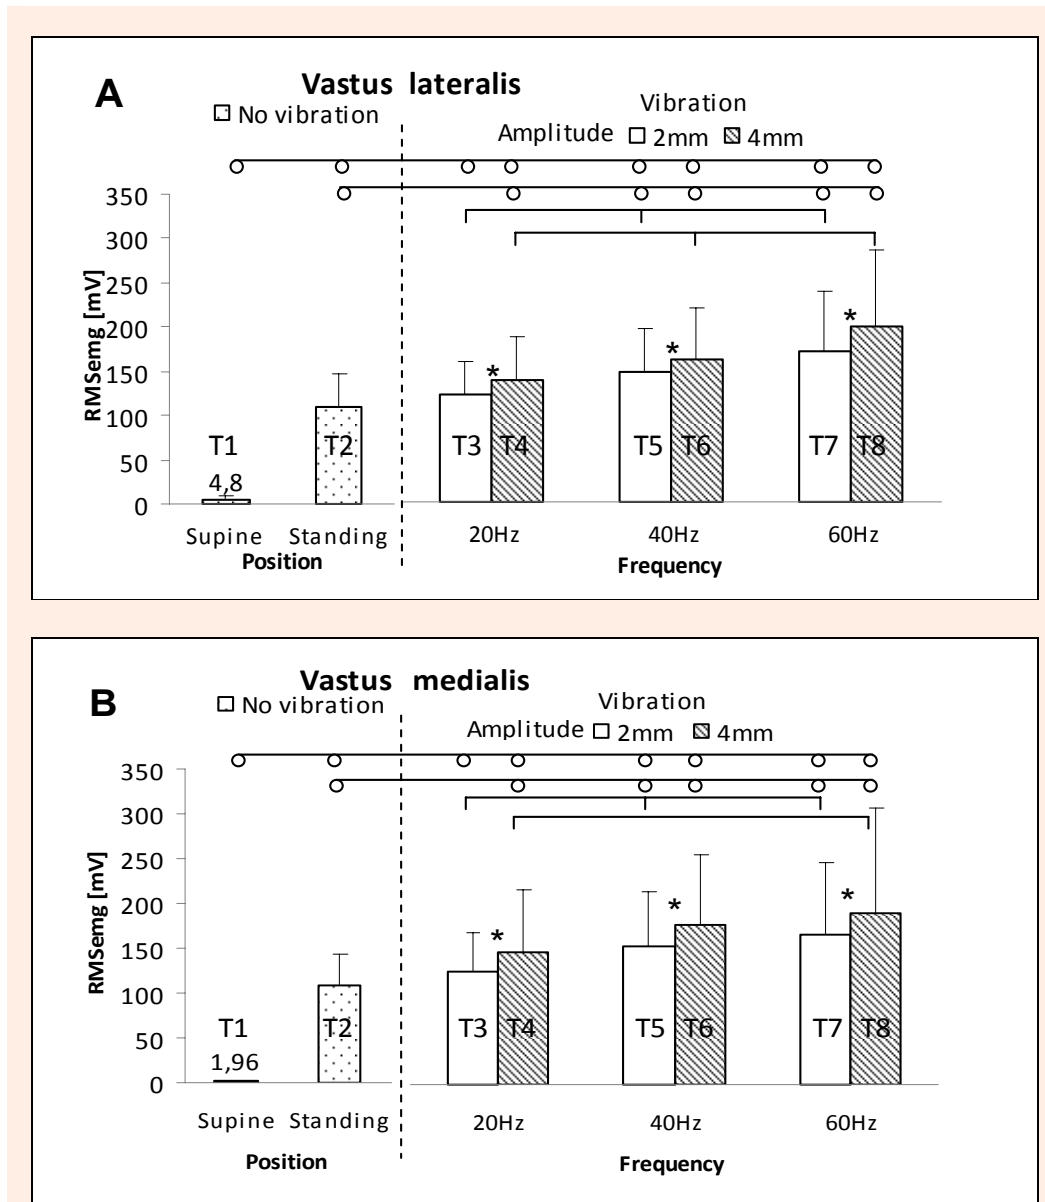 A
Vastus lateralis
No vibration
Vibration
Amplitude 2mm 4mm
350
300
250
200
150
100
50
0
RMSemg [mV]
T1
4,8
T2
T3
T4
*
T5
T6
*
T7
T8
*
Supine Standing
Position
20Hz 40Hz 60Hz
Frequency
B
Vastus medialis
No vibration
Vibration
Amplitude 2mm 4mm
350
300
250
200
150
100
50
0
RMSemg [mV]
T1
1,96
T2
T3
T4
*
T5
T6
*
T7
T8
*
Supine Standing
Position
20Hz 40Hz 60Hz
Frequency